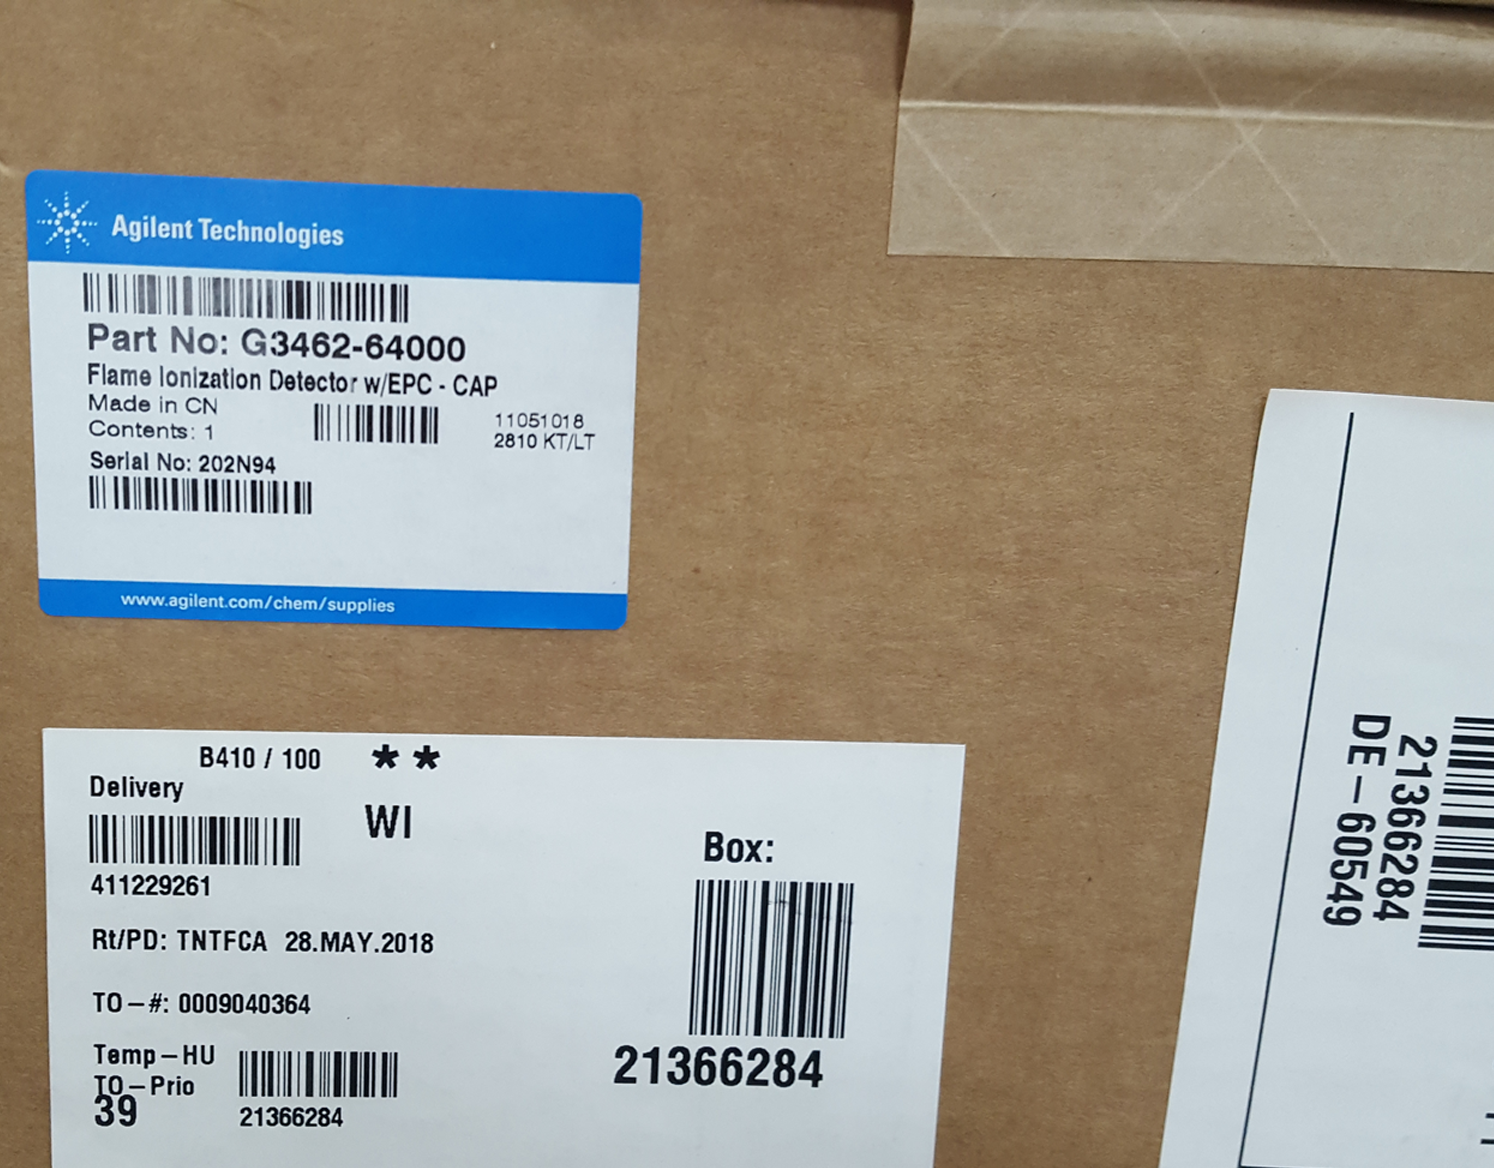 Agilent Technologies
Part No: G3462-64000
Flame Ionization Detector w/EPC - CAP
Made in CN
Contents: 1
11051018
2810 KT/LT
Serial No: 202N94
www.agilent.com/chem/supplies
B410 / 100 **
Delivery
WI
411229261
Rt/PD: TNTFCA 28.MAY.2018
TO-#: 0009040364
Temp-HU
TO-Prio
39
21366284
Box:
21366284
21366284
DE-60549